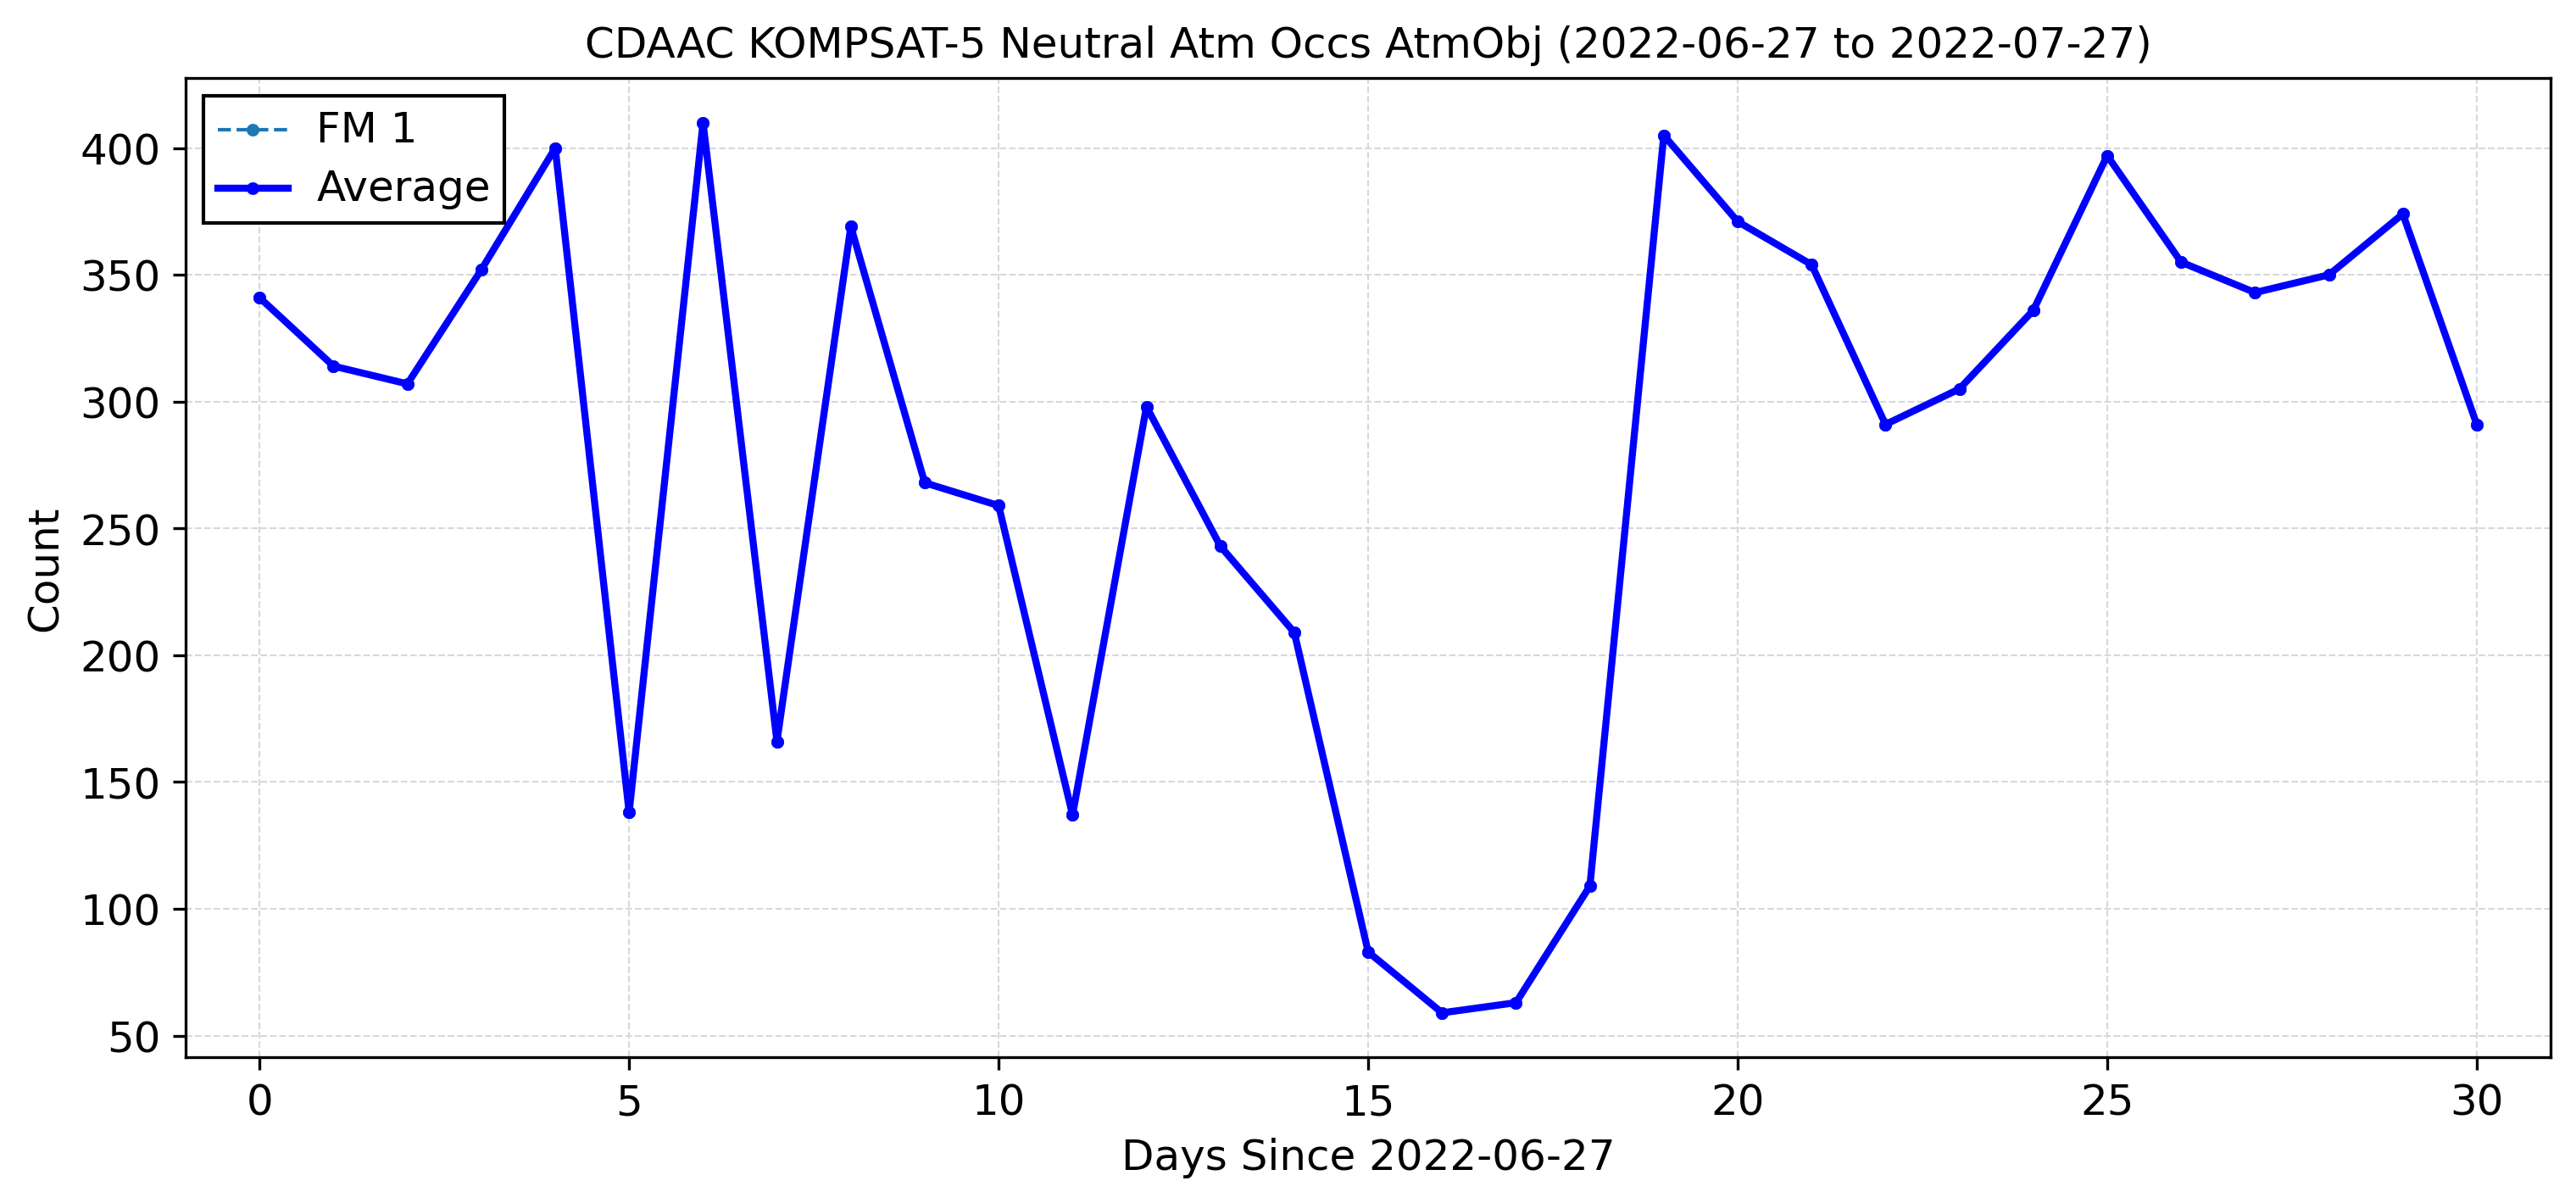 CDAAC KOMPSAT-5 Neutral Atm Occs AtmObj (2022-06-27 to 2022-07-27)
FM 1
Average
400
350
300
250
200
150
100
50
Count
0 5 10 15 20 25 30
Days Since 2022-06-27